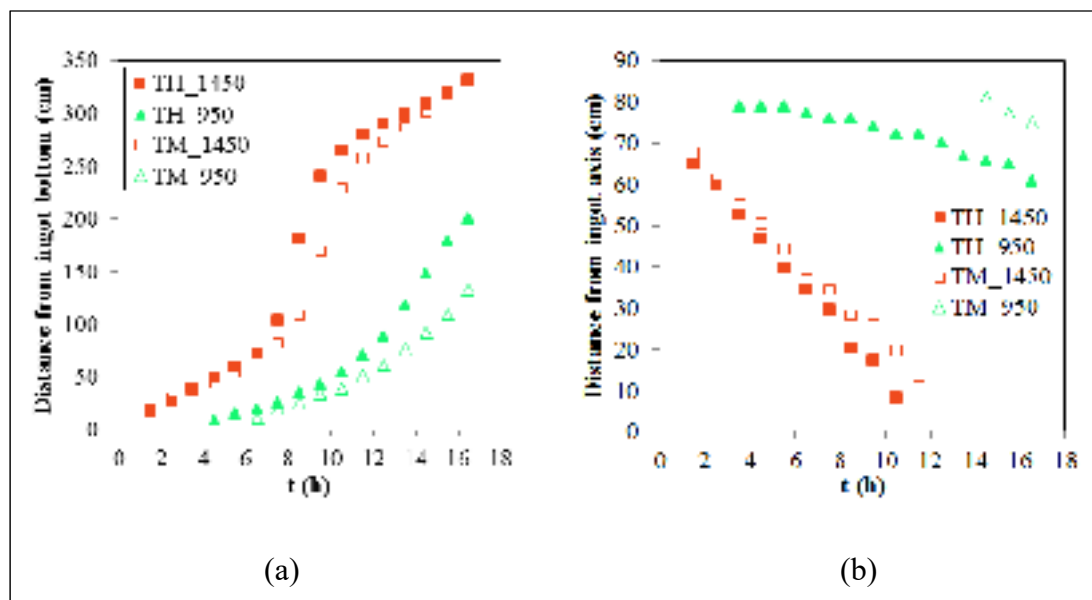 350
300
250
200
150
100
50
0
Distance from ingot bottom (cm)
TH_1450
TH_950
TM_1450
TM_950
0 2 4 6 8 10 12 14 16 18
t (h)
(a)
90
80
70
60
50
40
30
20
10
0
Distance from ingot axis (cm)
TH_1450
TH_950
TM_1450
TM_950
0 2 4 6 8 10 12 14 16 18
t (h)
(b)